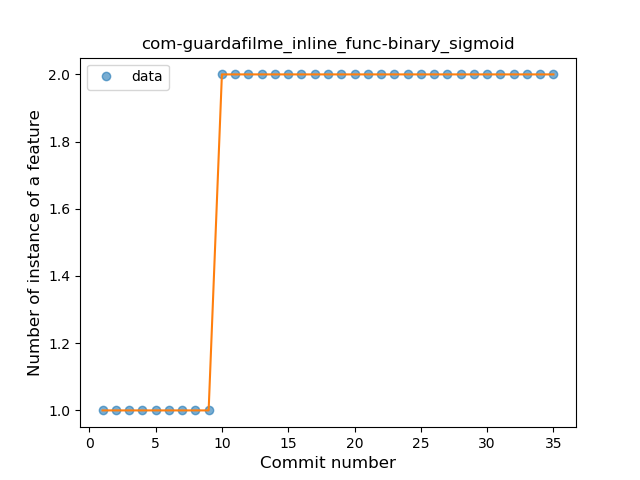 com-guardafilme_inline_func-binary_sigmoid
data
Number of instance of a feature
2.0
1.8
1.6
1.4
1.2
1.0
0 5 10 15 20 25 30 35
Commit number